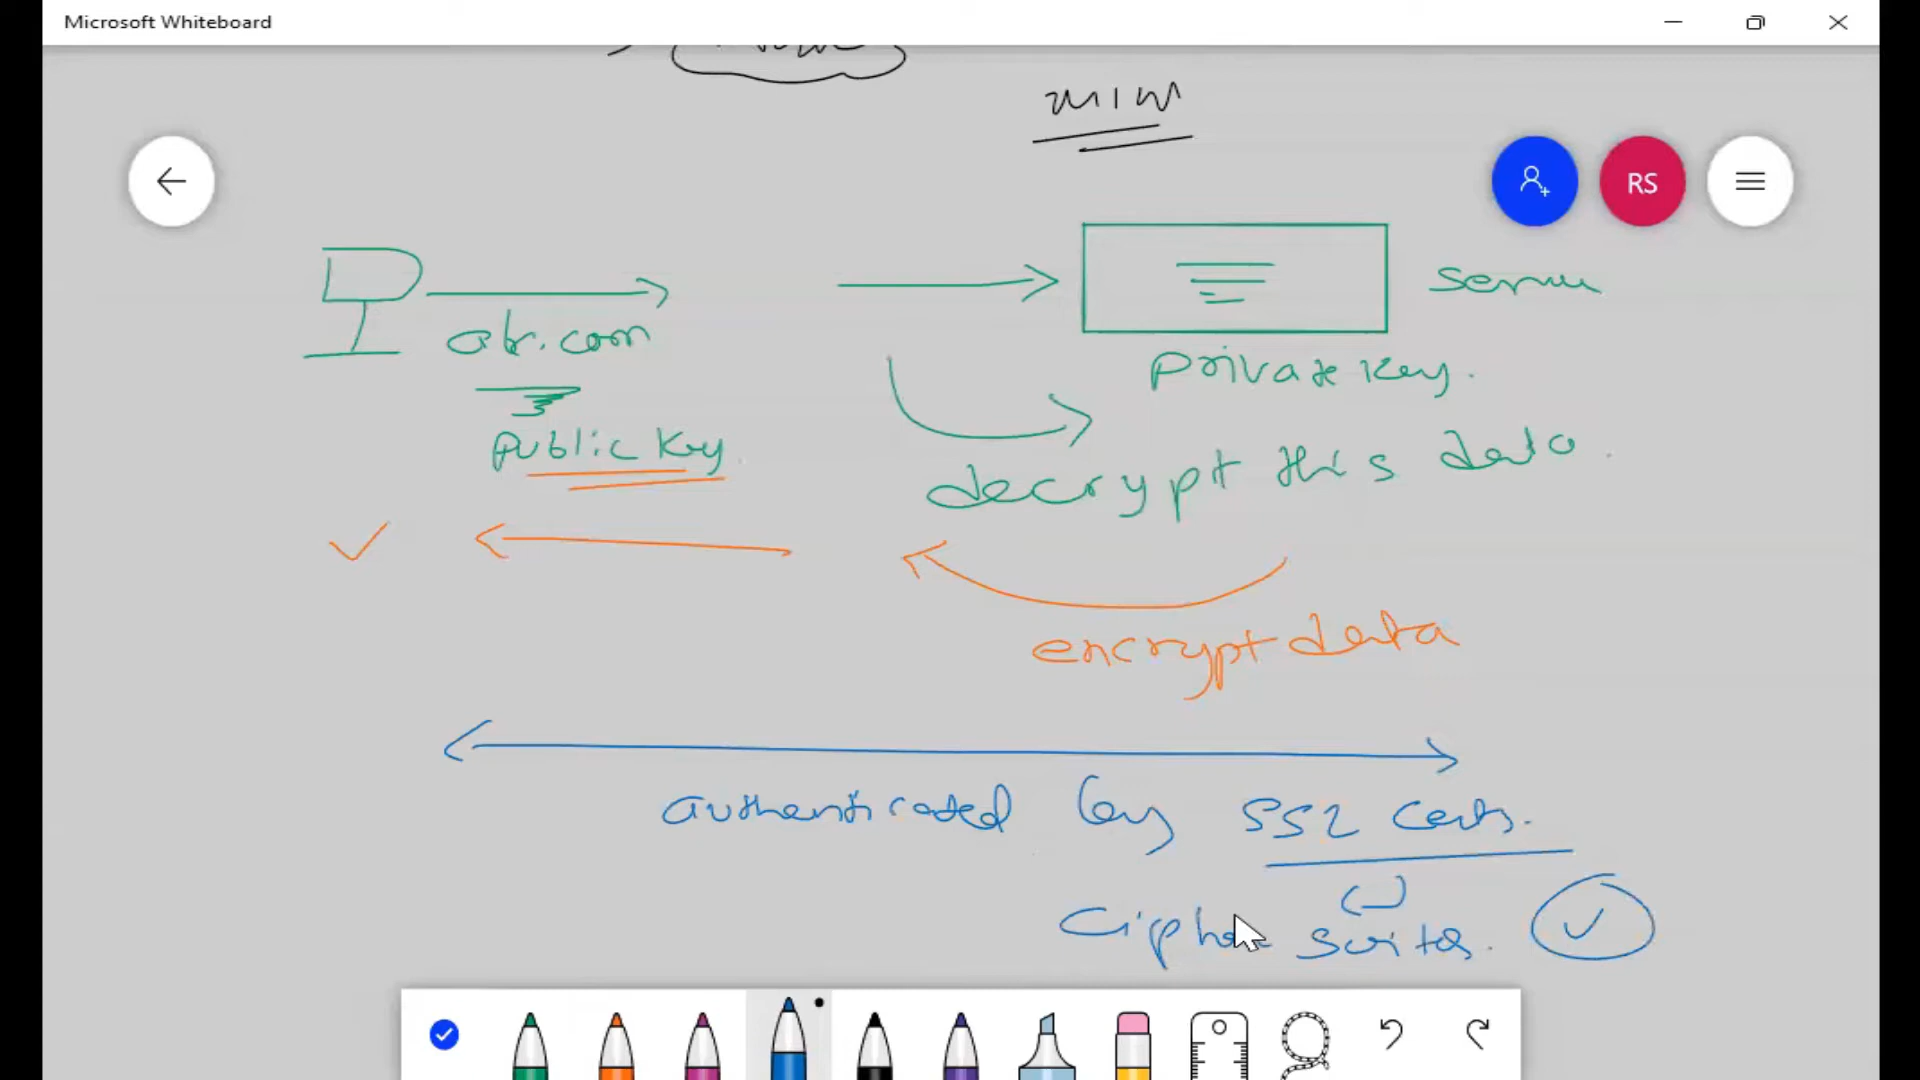 Microsoft Whiteboard
MIM
RS
server
abc.com
private key.
public key
decrypt this data.
encrypt data
authenticated by SSL certs.
Cipher suites.